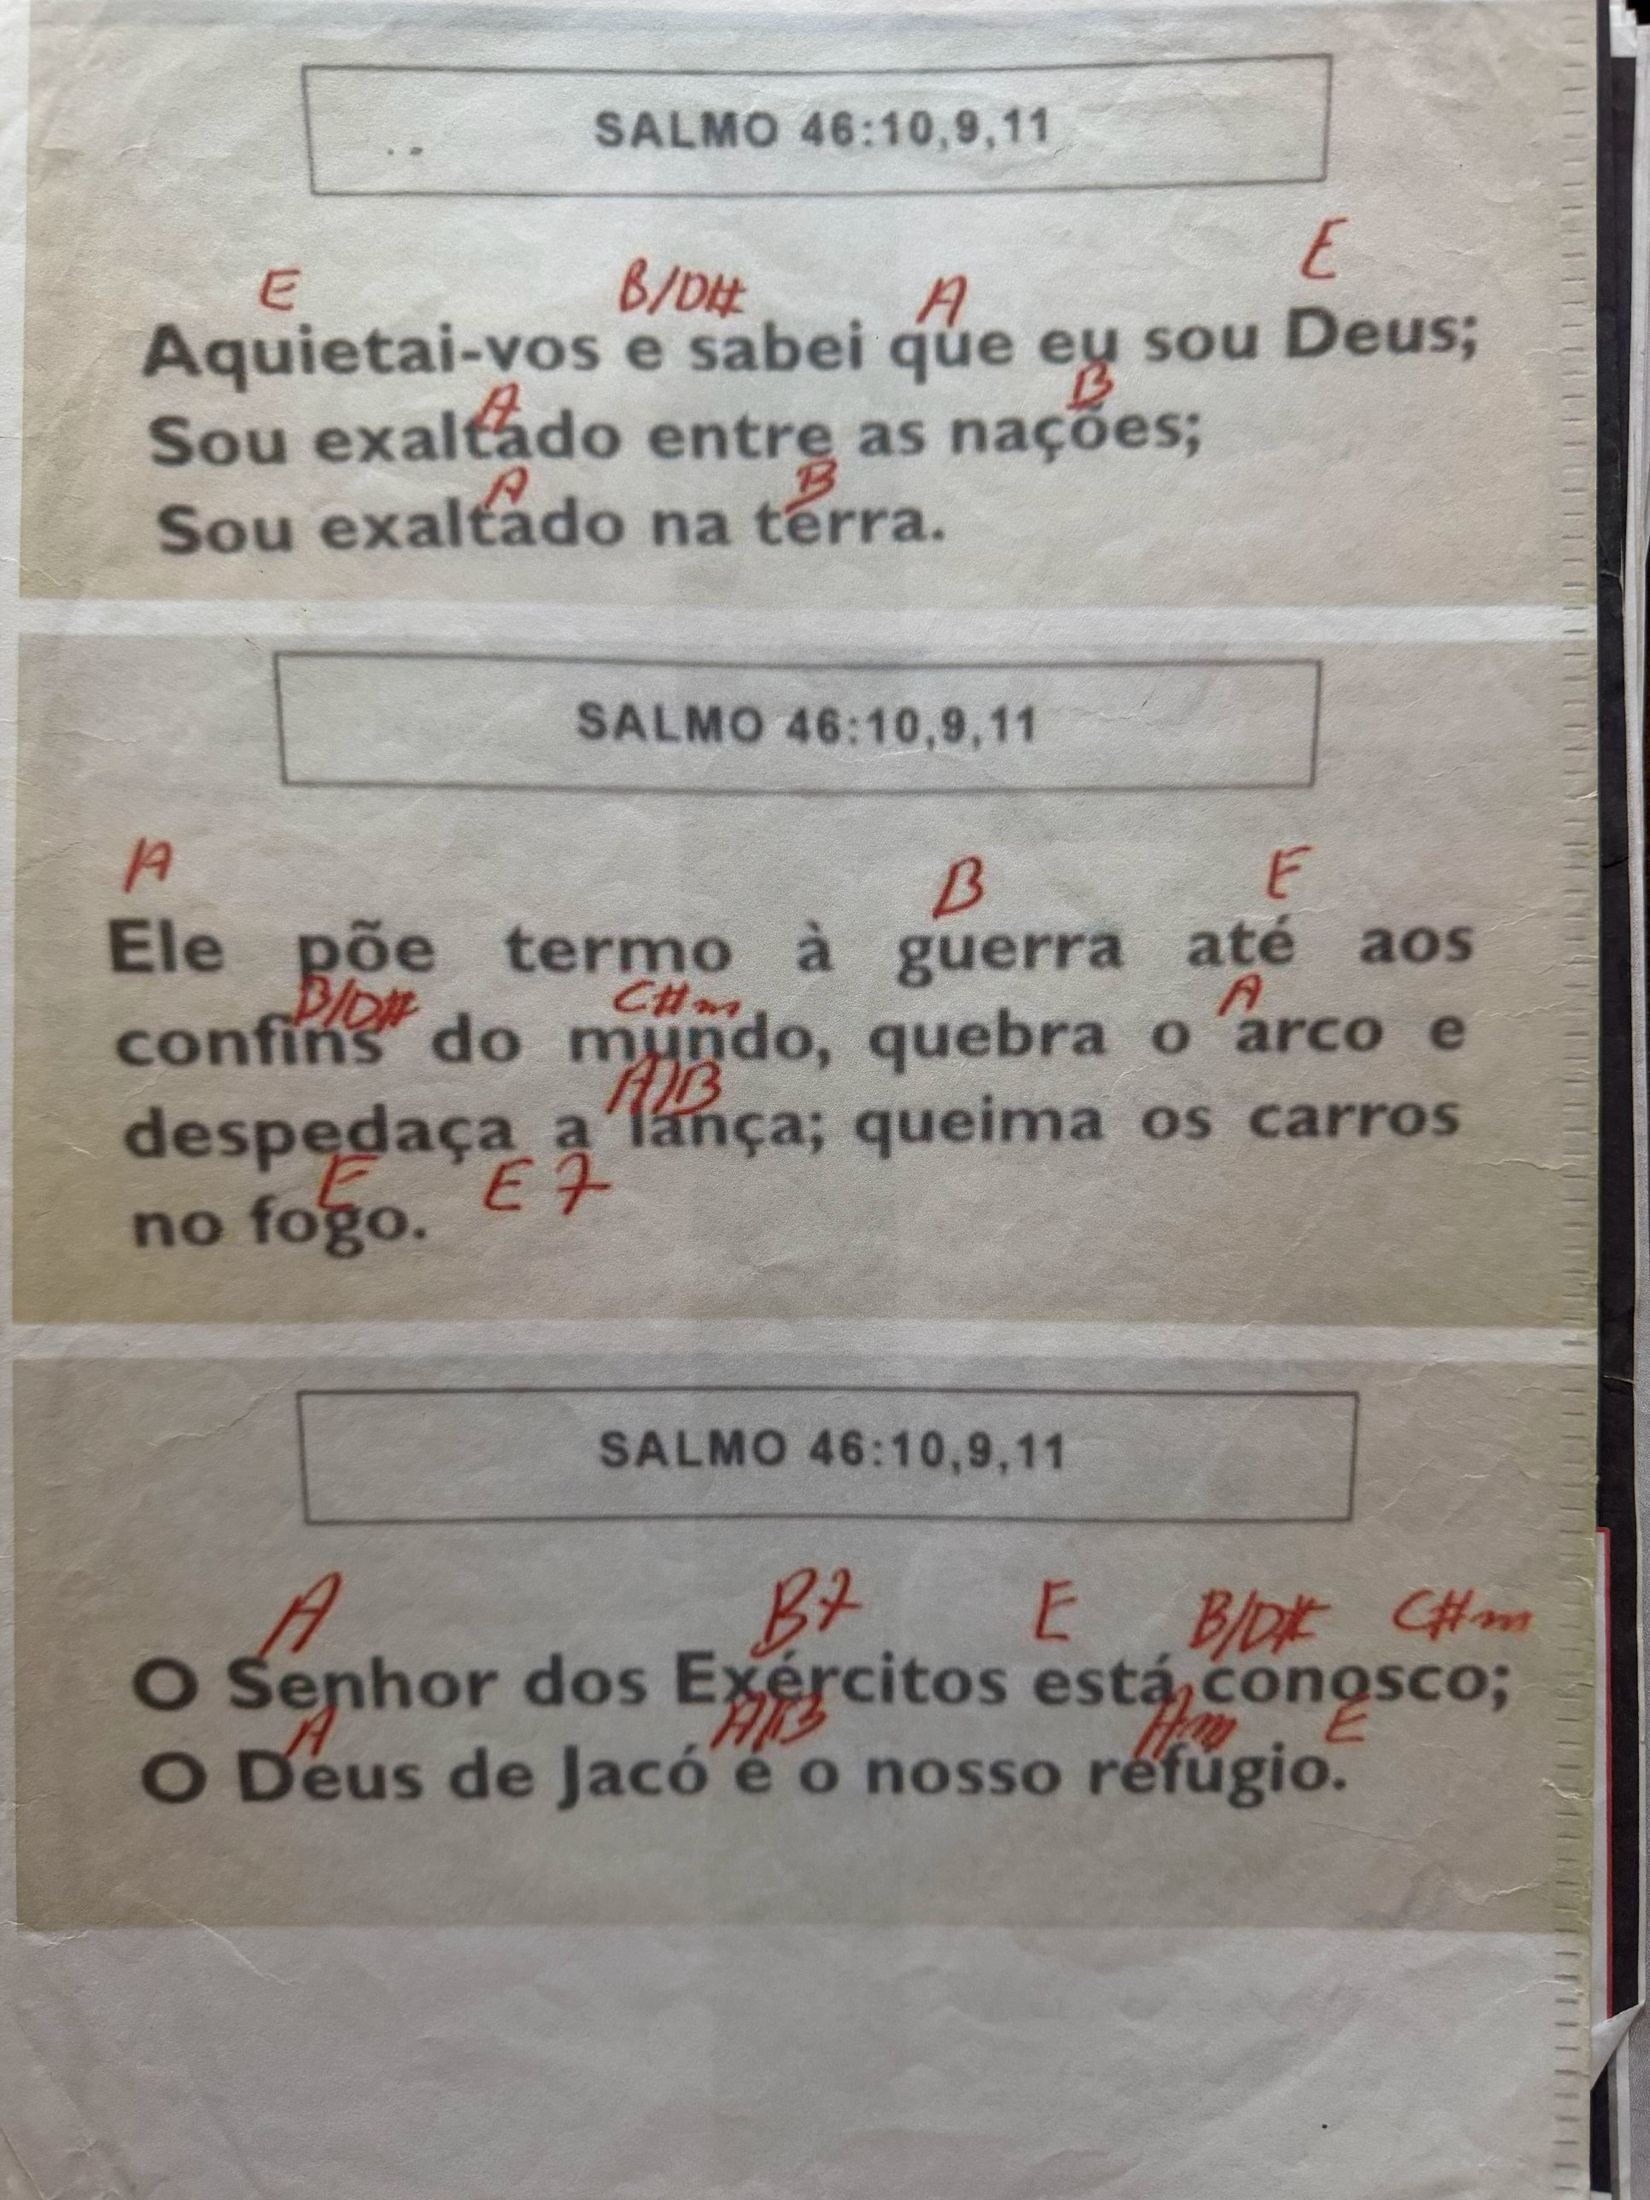 SALMO 46:10,9,11
E B/D# A E
Aquietai-vos e sabei que eu sou Deus;
A B
Sou exaltado entre as nações;
A B
Sou exaltado na terra.
SALMO 46:10,9,11
A B E
Ele põe termo à guerra até aos
B/D# C#m A
confins do mundo, quebra o arco e
A/B
despedaça a lança; queima os carros
E E7
no fogo.
SALMO 46:10,9,11
A B7 E B/D# C#m
O Senhor dos Exércitos está conosco;
A A/B Am E
O Deus de Jacó é o nosso refúgio.